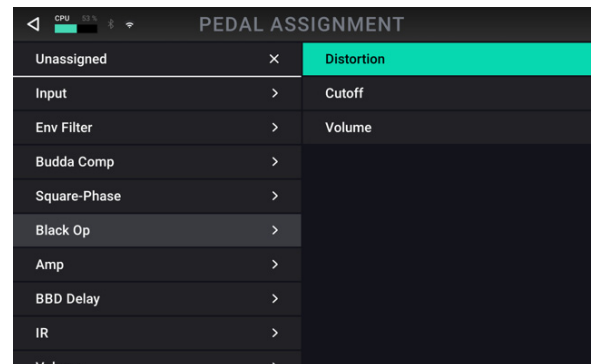 CPU 53 %
PEDAL ASSIGNMENT
Unassigned
Input
Env Filter
Budda Comp
Square-Phase
Black Op
Amp
BBD Delay
IR
Distortion
Cutoff
Volume